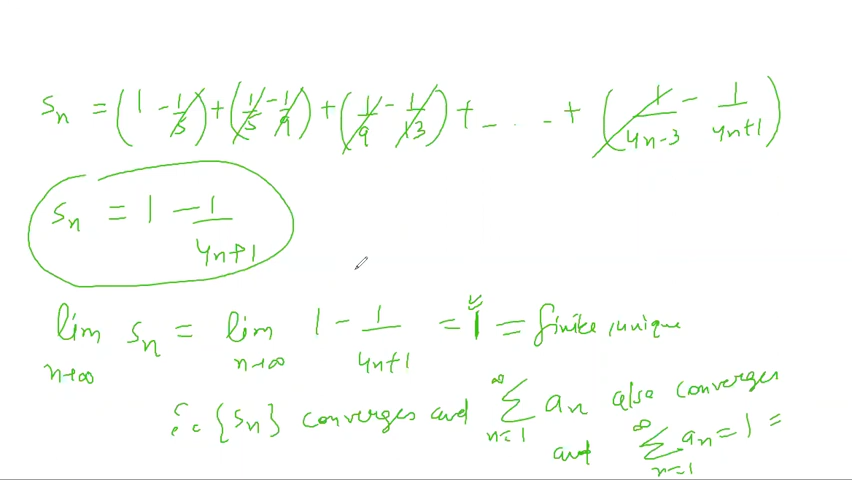 Sn = (1 - 1/5) + (1/5 - 1/9) + (1/9 - 1/13) + - . . - + (1/(4n-3) - 1/(4n+1))
Sn = 1 - 1/(4n+1)
lim n→∞ Sn = lim n→∞ 1 - 1/(4n+1) = 1 = finite, unique
∴ {Sn} converges and ∞ Σ n=1 an also converges
and ∞ Σ n=1 an = 1 =